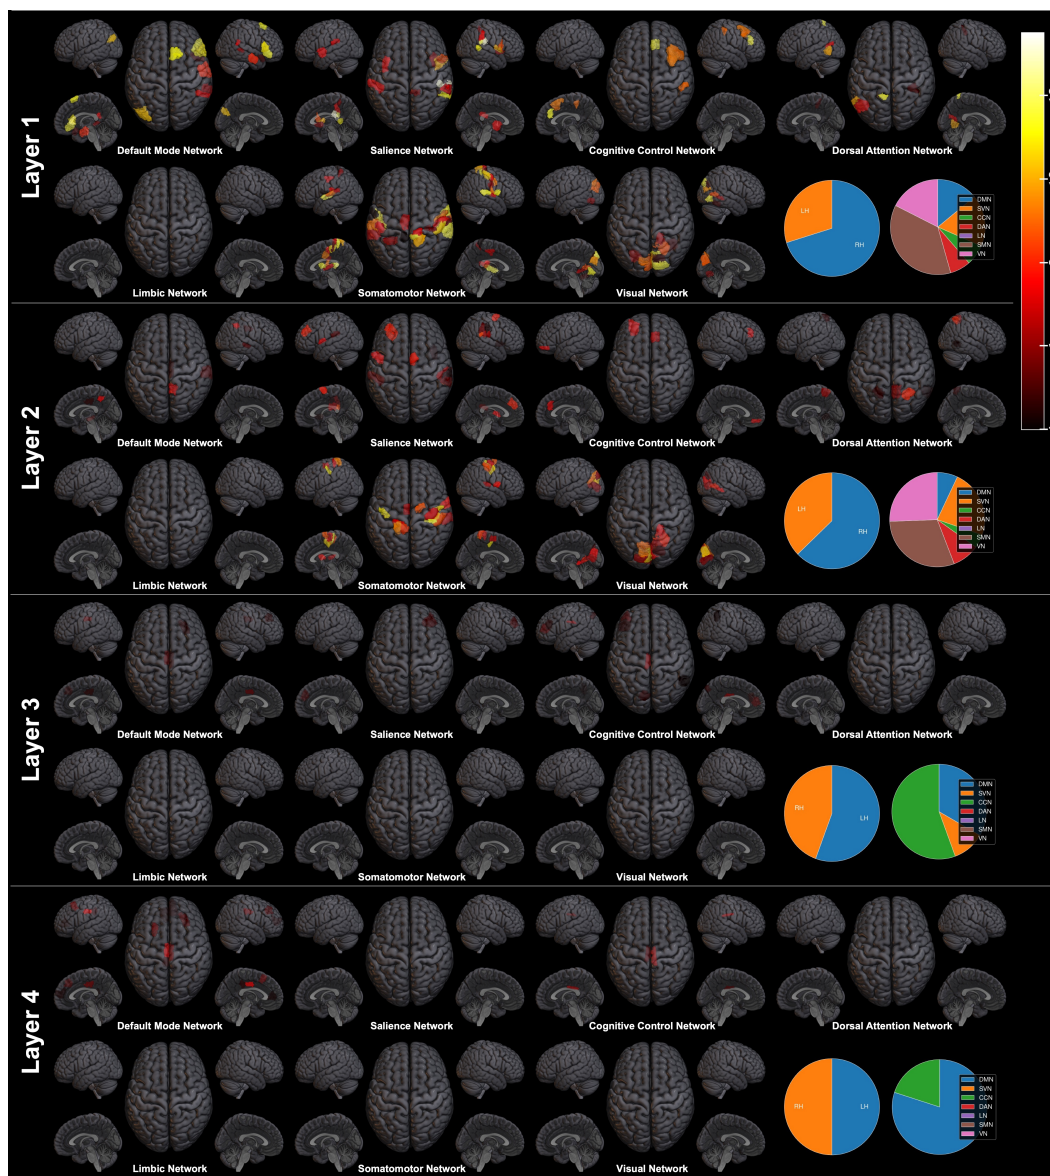 Layer 1
Default Mode Network
Salience Network
Cognitive Control Network
Dorsal Attention Network
Limbic Network
Somatomotor Network
Visual Network
LH
RH
DMN
SVN
CCN
DAN
LN
SMN
VN
Layer 2
Default Mode Network
Salience Network
Cognitive Control Network
Dorsal Attention Network
Limbic Network
Somatomotor Network
Visual Network
LH
RH
DMN
SVN
CCN
DAN
LN
SMN
VN
Layer 3
Default Mode Network
Salience Network
Cognitive Control Network
Dorsal Attention Network
Limbic Network
Somatomotor Network
Visual Network
RH
LH
DMN
SVN
CCN
DAN
LN
SMN
VN
Layer 4
Default Mode Network
Salience Network
Cognitive Control Network
Dorsal Attention Network
Limbic Network
Somatomotor Network
Visual Network
RH
LH
DMN
SVN
CCN
DAN
LN
SMN
VN